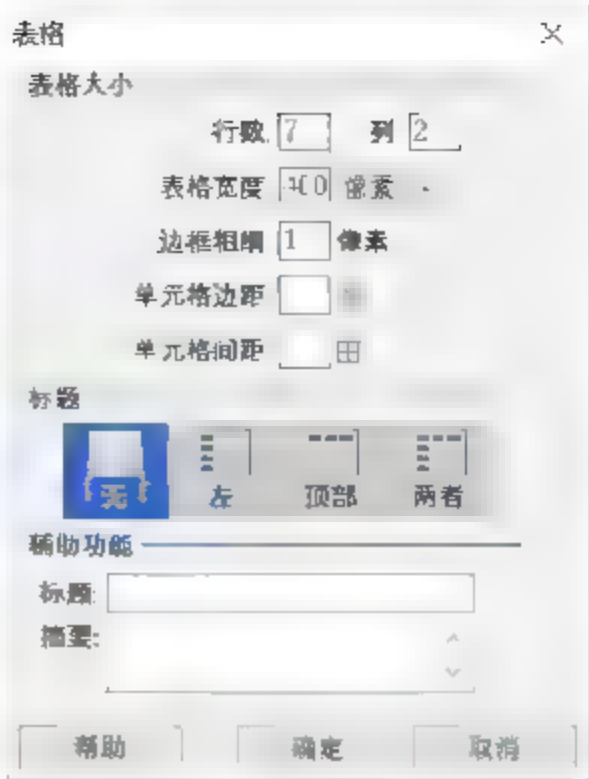 表格
表格大小
行数 7 列 2
表格宽度 像素
边框粗细 1 像素
单元格边距
单元格间距
标题
无 左 顶部 两者
辅助功能
标题:
摘要:
帮助 确定 取消